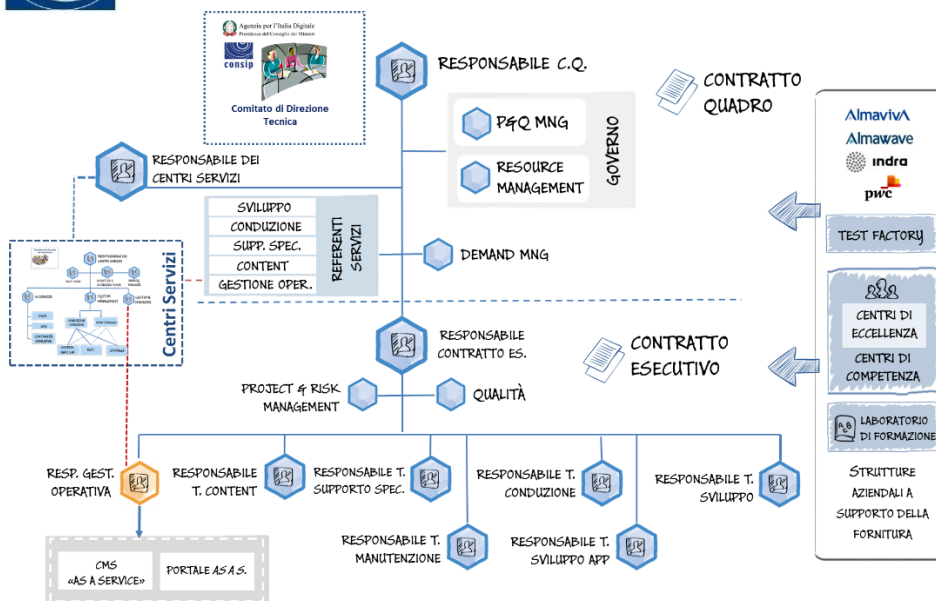 Agenzia per l'Italia Digitale
Presidenza del Consiglio dei Ministri
consip
Comitato di Direzione
Tecnica
RESPONSABILE C.Q.
CONTRATTO
QUADRO
P&Q MNG
RESOURCE
MANAGEMENT
GOVERNO
RESPONSABILE DEI
CENTRI SERVIZI
SVILUPPO
CONDUZIONE
SUPP. SPEC.
CONTENT
GESTIONE OPER.
REFERENTI
SERVIZI
DEMAND MNG
Centri Servizi
RESPONSABILE
CONTRATTO ES.
CONTRATTO
ESECUTIVO
PROJECT & RISK
MANAGEMENT
QUALITÀ
RESP. GEST.
OPERATIVA
RESPONSABILE
T. CONTENT
RESPONSABILE T.
SUPPORTO SPEC.
RESPONSABILE T.
CONDUZIONE
RESPONSABILE T.
SVILUPPO
RESPONSABILE T.
MANUTENZIONE
RESPONSABILE T.
SVILUPPO APP
CMS
«AS A SERVICE»
PORTALE AS A S.
AlmavivA
Almawave
indra
pwc
TEST FACTORY
CENTRI DI
ECCELLENZA
CENTRI DI
COMPETENZA
LABORATORIO
DI FORMAZIONE
STRUTTURE
AZIENDALI A
SUPPORTO DELLA
FORNITURA